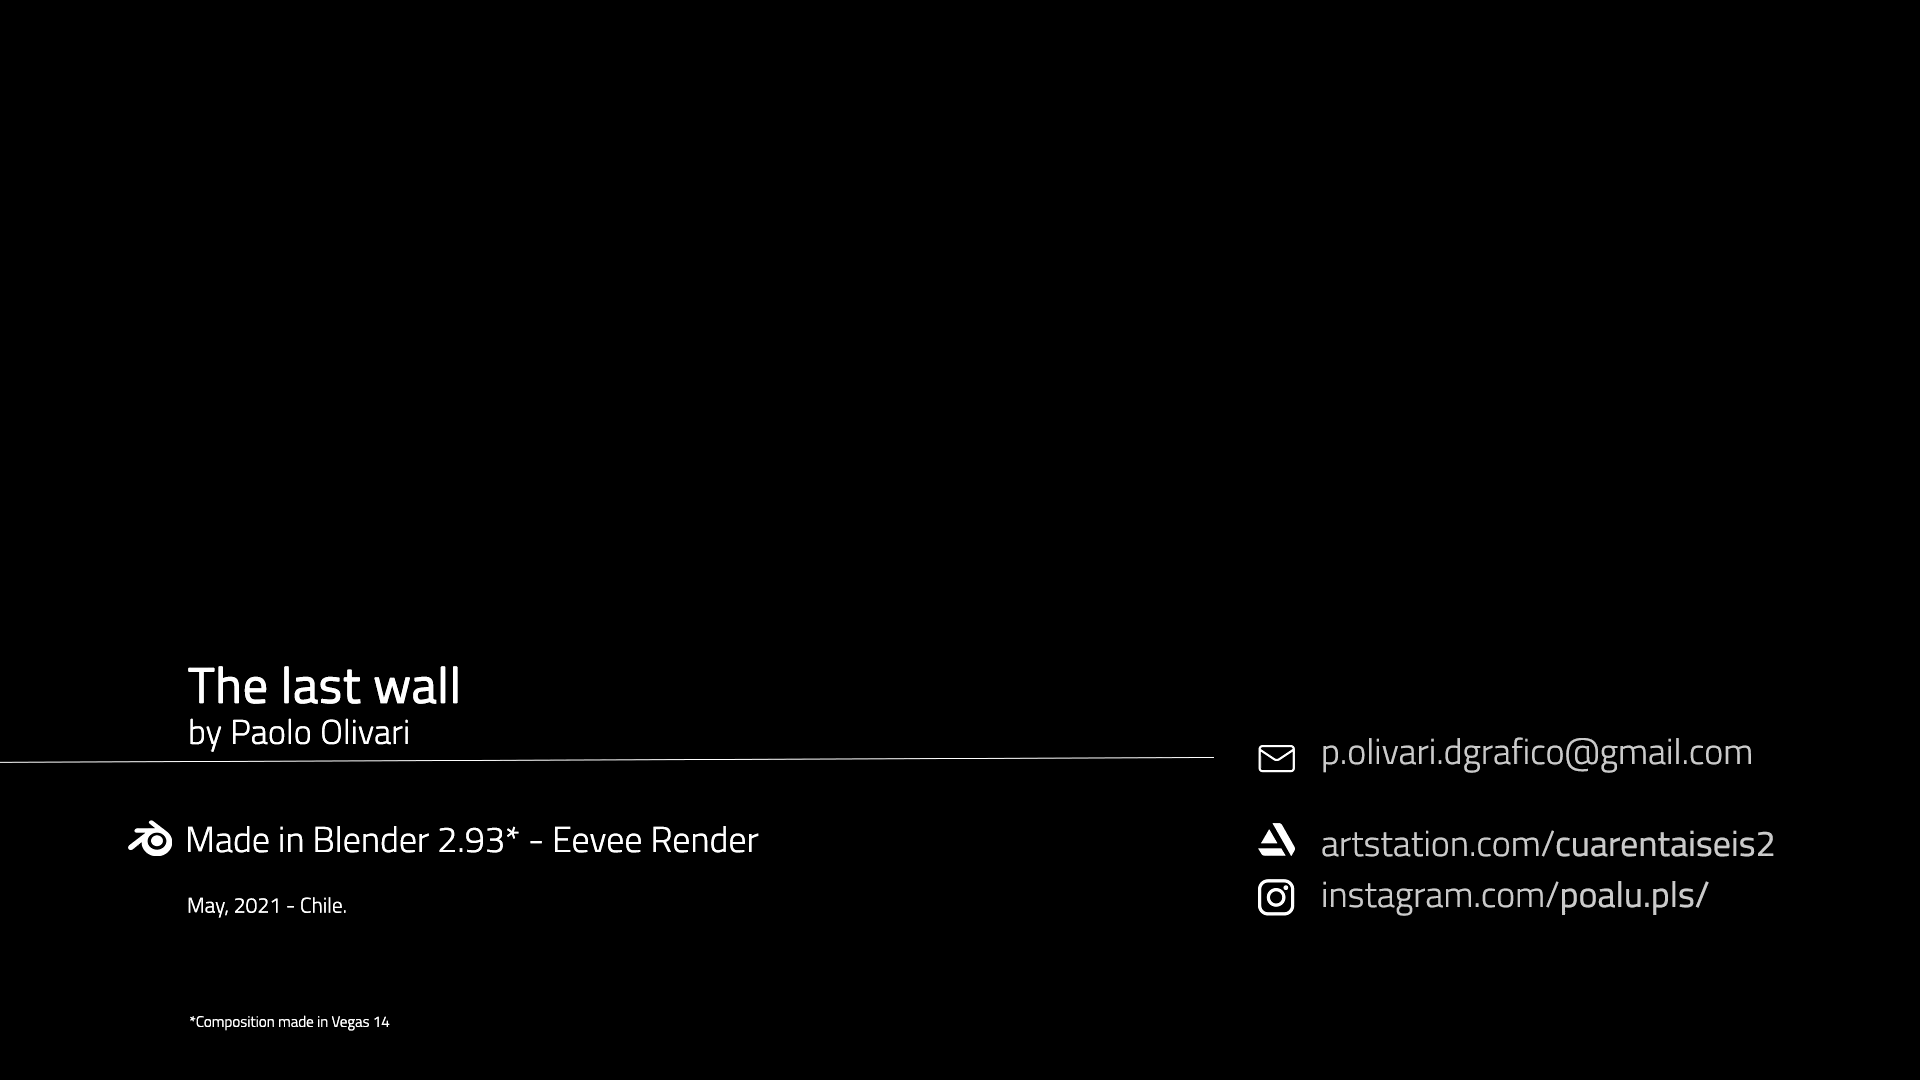 The last wall
by Paolo Olivari
Made in Blender 2.93* - Eevee Render
May, 2021 - Chile.
*Composition made in Vegas 14
p.olivari.dgrafico@gmail.com
artstation.com/cuarentaiseis2
instagram.com/poalu.pls/